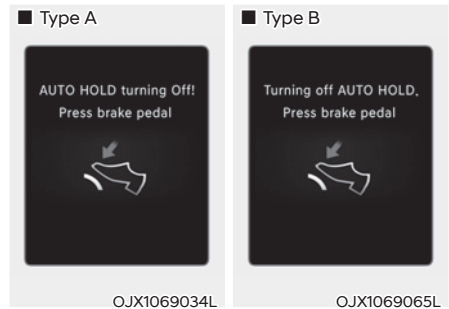 ■ Type A
AUTO HOLD turning Off!
Press brake pedal
OJX1069034L
■ Type B
Turning off AUTO HOLD.
Press brake pedal
OJX1069065L